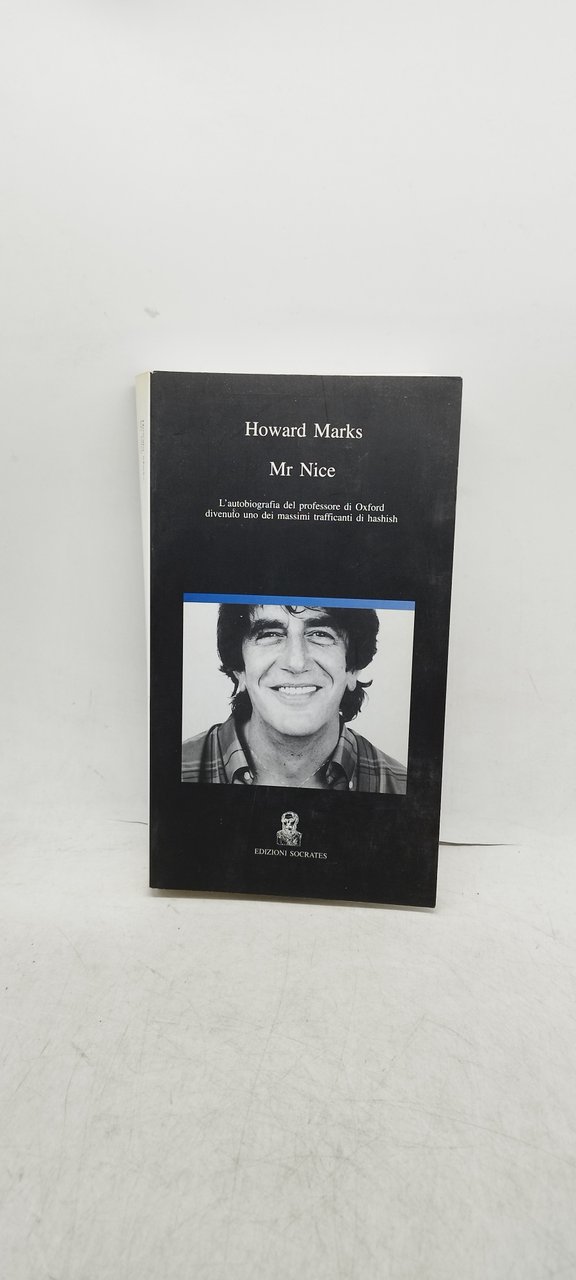 Howard Marks
Mr Nice
L'autobiografia del professore di Oxford
divenuto uno dei massimi trafficanti di hashish
EDIZIONI SOCRATES